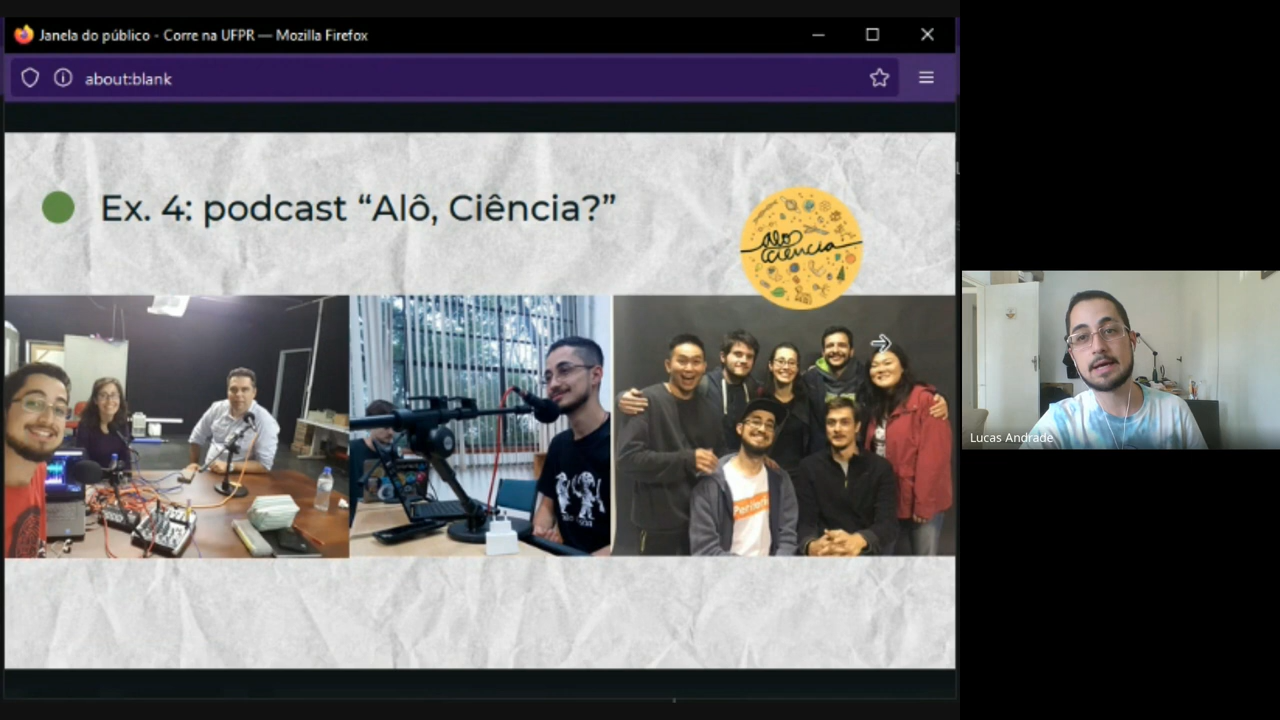 Janela do público - Corre na UFPR — Mozilla Firefox
about:blank
Ex. 4: podcast “Alô, Ciência?”
alô
ciência
Lucas Andrade